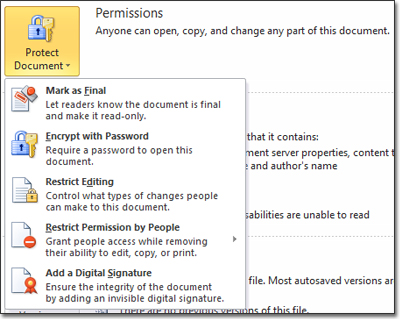 Permissions
Anyone can open, copy, and change any part of this document.
Protect
Document
Mark as Final
Let readers know the document is final
and make it read-only.
Encrypt with Password
Require a password to open this
document.
Restrict Editing
Control what types of changes people
can make to this document.
Restrict Permission by People
Grant people access while removing
their ability to edit, copy, or print.
Add a Digital Signature
Ensure the integrity of the document
by adding an invisible digital signature.
that it contains:
ment server properties, content t
e and author's name
sabilities are unable to read
file. Most autosaved versions ar
There are no previous versions of this file.